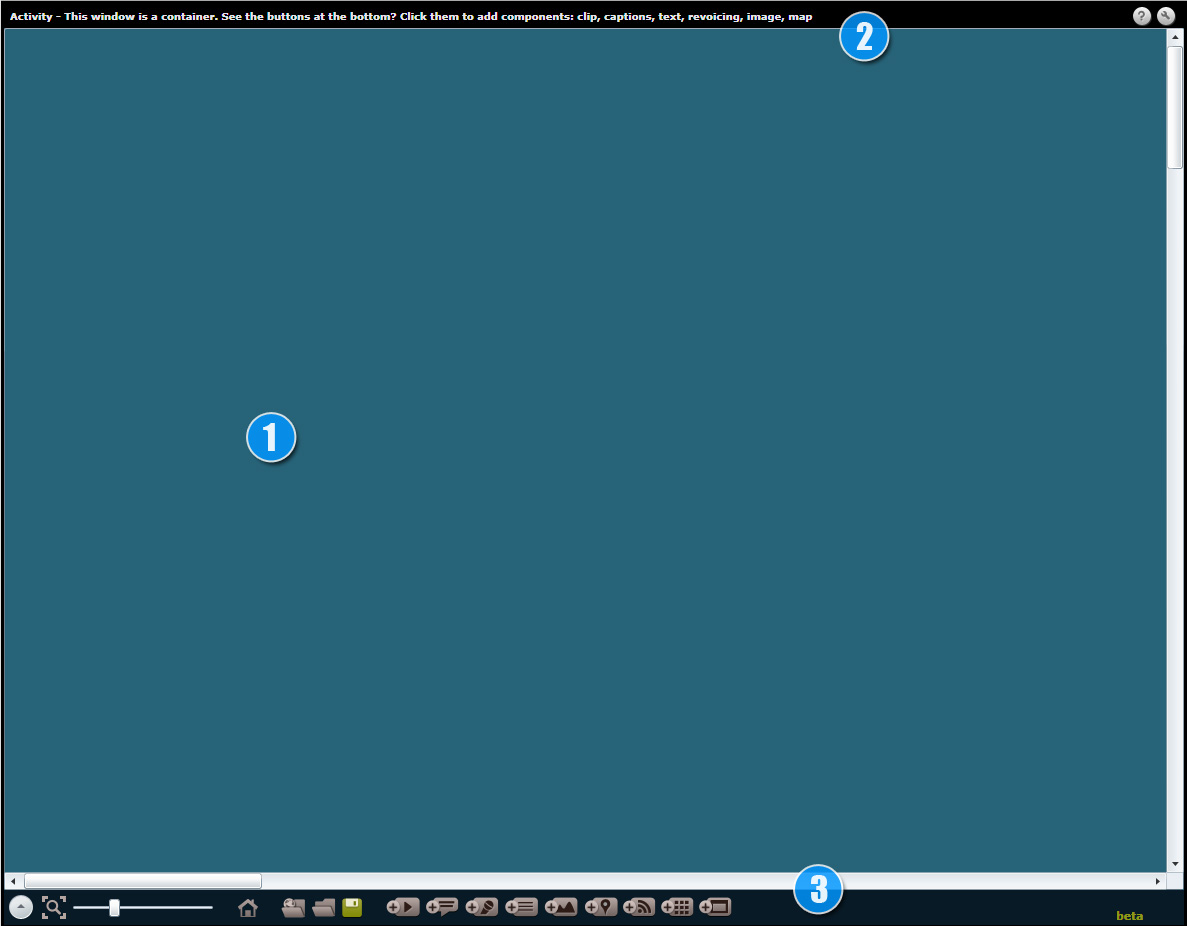 Activity - This window is a container. See the buttons at the bottom? Click them to add components: clip, captions, text, revoicing, image, map
?
2
1
3
beta